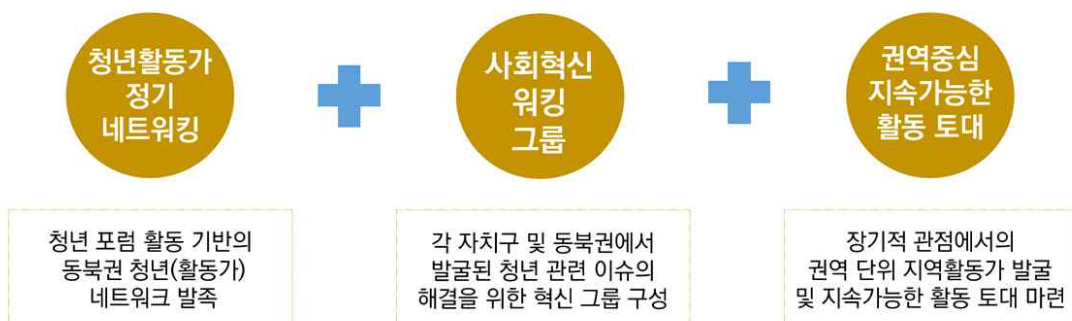 청년활동가
정기
네트워킹
사회혁신
워킹
그룹
권역중심
지속가능한
활동 토대
청년 포럼 활동 기반의
동북권 청년(활동가)
네트워크 발족
각 자치구 및 동북권에서
발굴된 청년 관련 이슈의
해결을 위한 혁신 그룹 구성
장기적 관점에서의
권역 단위 지역활동가 발굴
및 지속가능한 활동 토대 마련